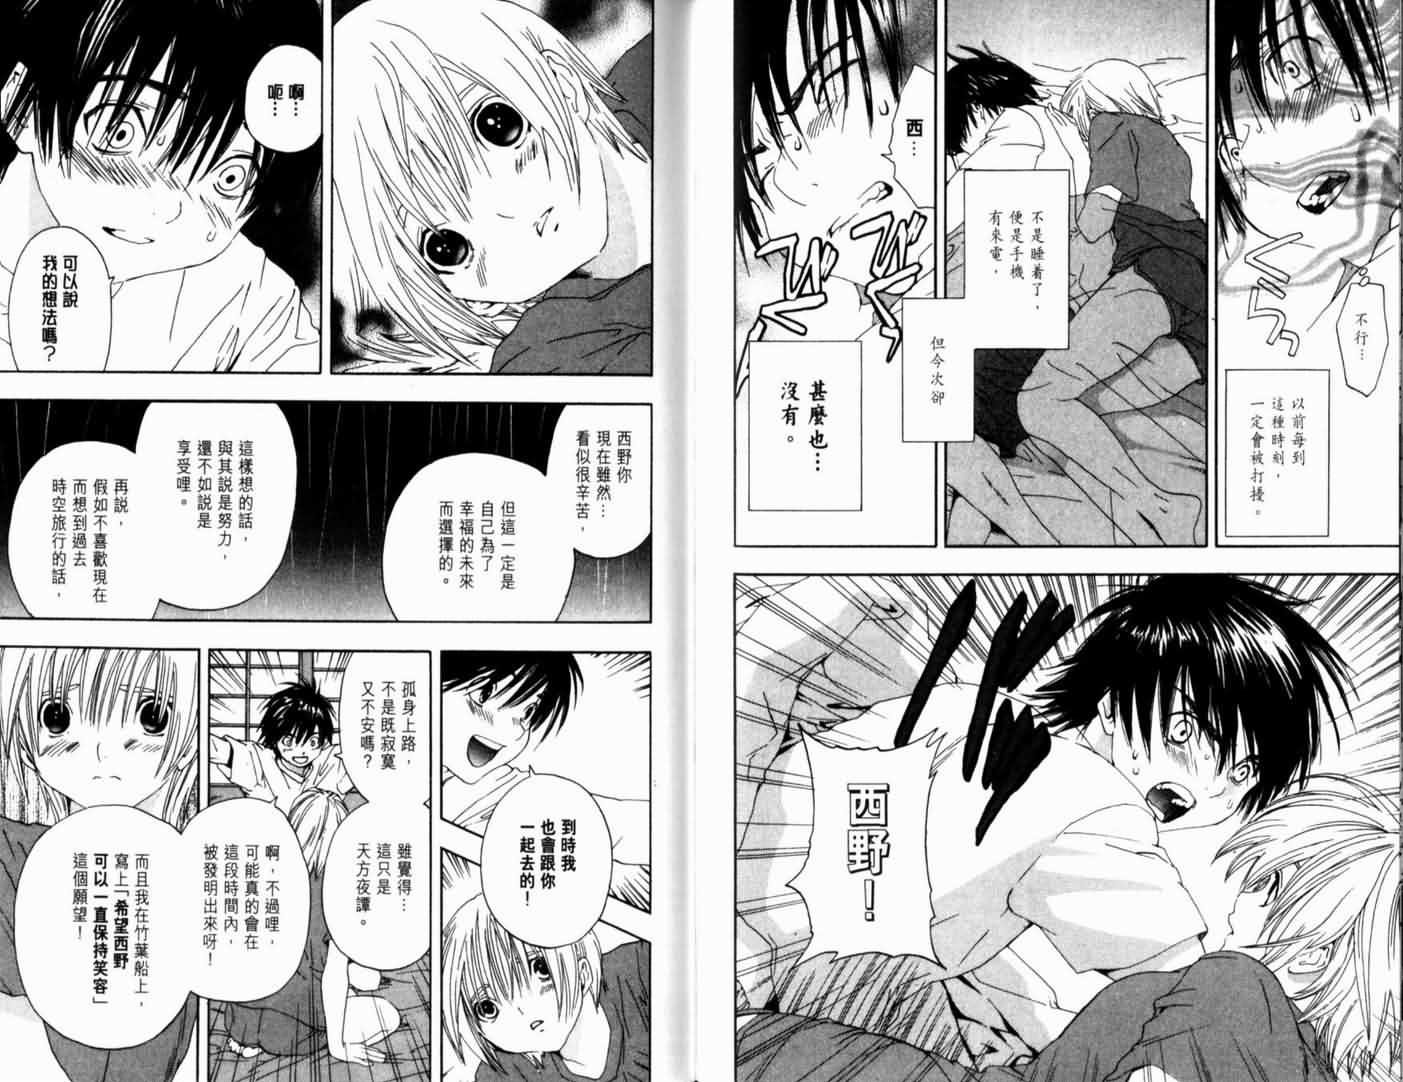 不行…
以前每到
這種時刻，
一定會被打擾。
不是睡着了，
便是手機
有來電，
但今次卻
西…
甚麼也…
沒有。
西野！
啊…
呃…
可以說
我的想法嗎？
西野你
現在雖然…
看似很辛苦，
但這一定是
自己為了
幸福的未來
而選擇的。
這樣想的話，
與其說是努力，
還不如說是
享受哩。
再說，
假如不喜歡現在
而想到過去
時空旅行的話，
到時我
也會跟你
一起去的！
孤身上路，
不是既寂寞
又不安嗎？
雖覺得…
這只是
天方夜譚。
啊，不過哩，
可能真的會在
這段時間內，
被發明出來呀！
而且我在竹葉船上，
寫上「希望西野
可以一直保持笑容」
這個願望！